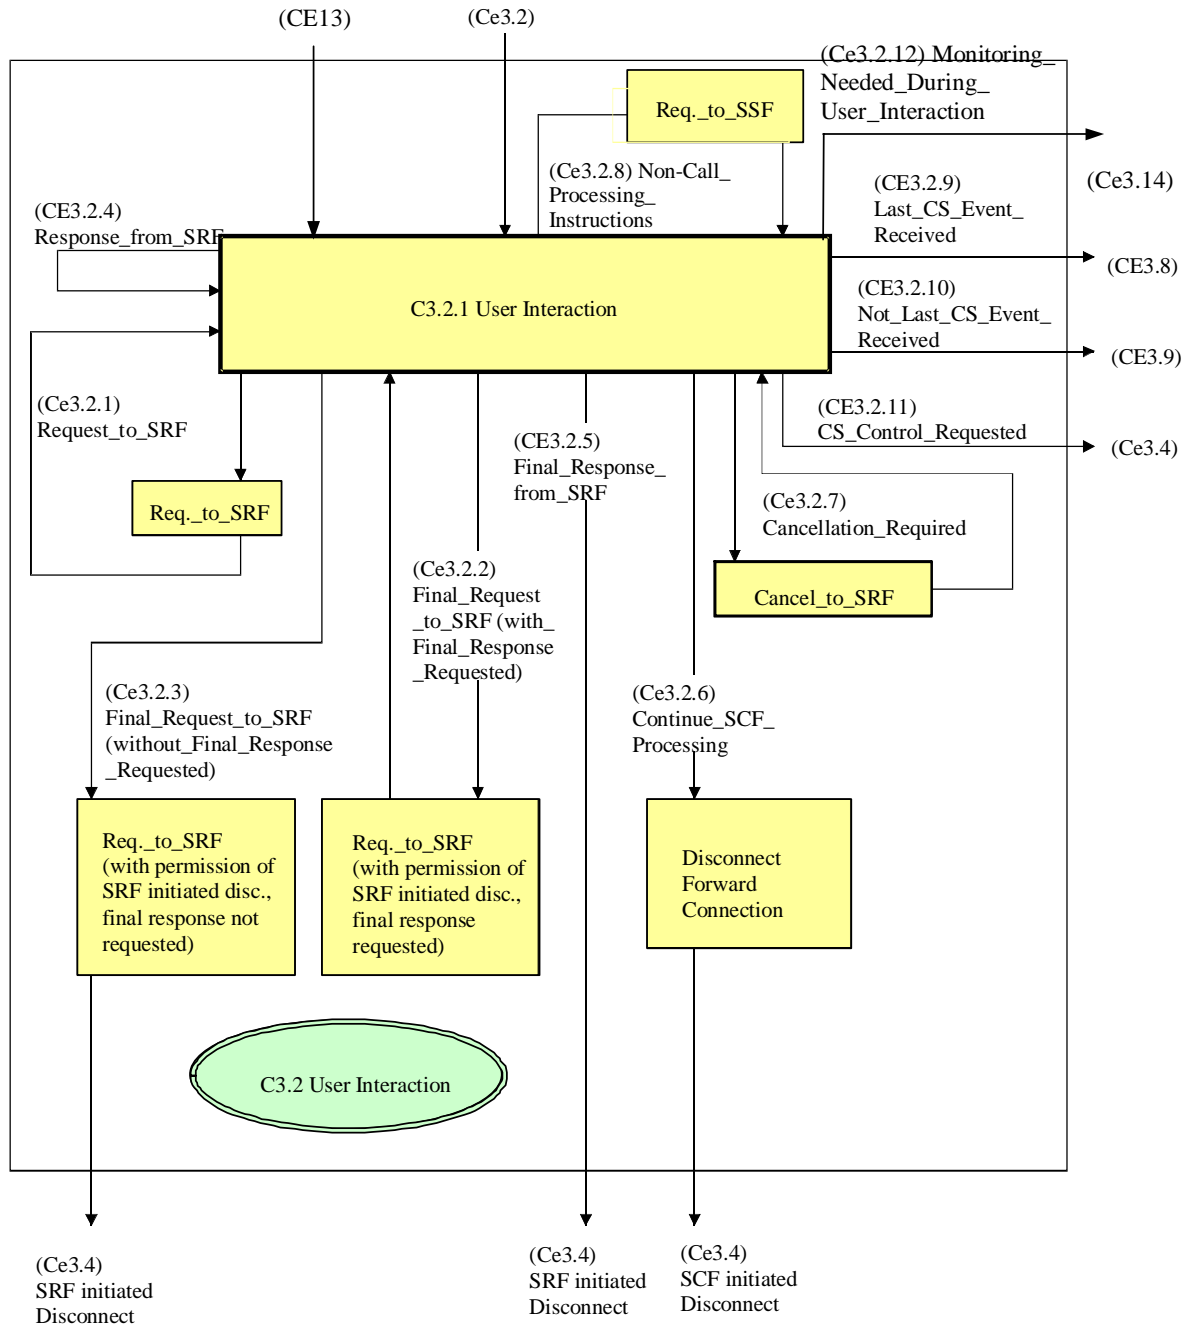 (CE13)
(Ce3.2)
(Ce3.2.12) Monitoring_
Needed_During_
User_Interaction
Req._to_SSF
(Ce3.14)
(Ce3.2.8) Non-Call_
Processing_
Instructions
(CE3.2.9)
Last_CS_Event_
Received
(CE3.2.4)
Response_from_SRF
(CE3.8)
C3.2.1 User Interaction
(CE3.2.10)
Not_Last_CS_Event_
Received
(CE3.9)
(Ce3.2.1)
Request_to_SRF
(CE3.2.5)
Final_Response_
from_SRF
(CE3.2.11)
CS_Control_Requested
(Ce3.4)
Req._to_SRF
(Ce3.2.7)
Cancellation_Required
(Ce3.2.2)
Final_Request
_to_SRF (with_
Final_Response
_Requested)
Cancel_to_SRF
(Ce3.2.3)
Final_Request_to_SRF
(without_Final_Response
_Requested)
(Ce3.2.6)
Continue_SCF_
Processing
Req._to_SRF
(with permission of
SRF initiated disc.,
final response not
requested)
Req._to_SRF
(with permission of
SRF initiated disc.,
final response
requested)
Disconnect
Forward
Connection
C3.2 User Interaction
(Ce3.4)
SRF initiated
Disconnect
(Ce3.4)
SRF initiated
Disconnect
(Ce3.4)
SCF initiated
Disconnect